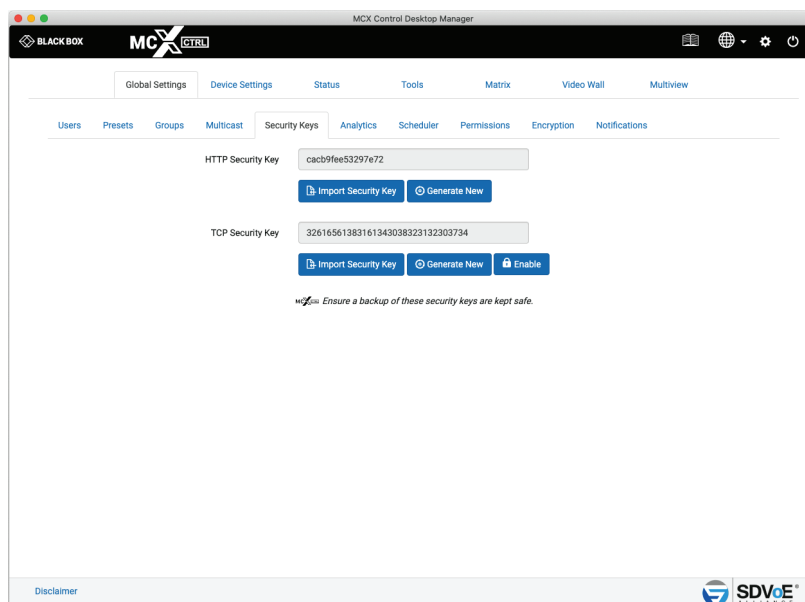 MCX Control Desktop Manager
BLACK BOX MCX CTRL
Global Settings Device Settings Status Tools Matrix Video Wall Multiview
Users Presets Groups Multicast Security Keys Analytics Scheduler Permissions Encryption Notifications
HTTP Security Key cacb9fee53297e72
Import Security Key Generate New
TCP Security Key 32616561383161343038323132303734
Import Security Key Generate New Enable
MCX CTRL Ensure a backup of these security keys are kept safe.
Disclaimer SDVoE